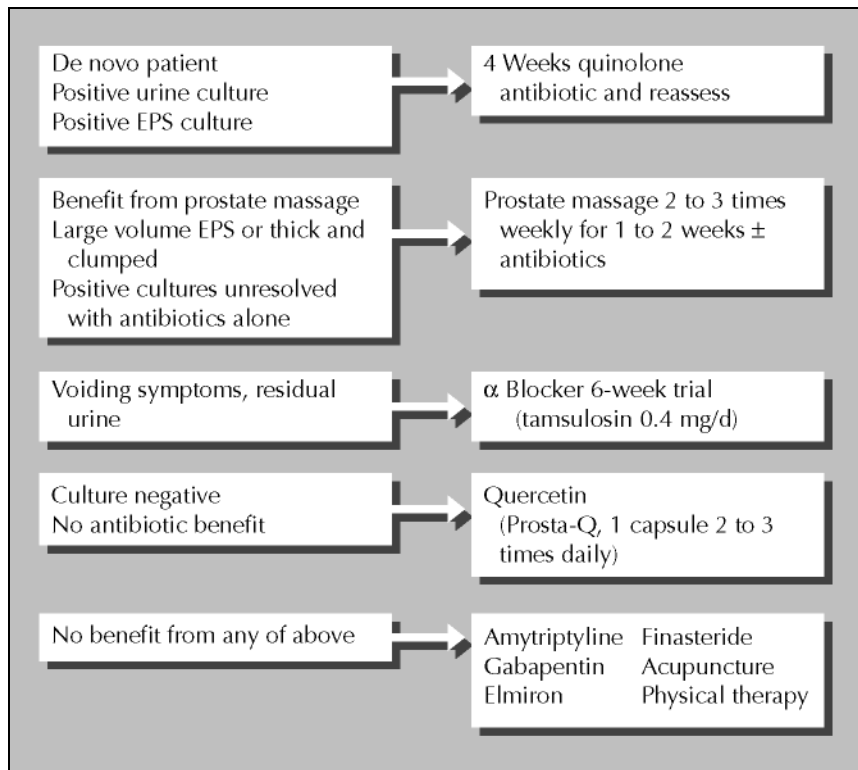 De novo patient
Positive urine culture
Positive EPS culture
4 Weeks quinolone
antibiotic and reassess
Benefit from prostate massage
Large volume EPS or thick and
clumped
Positive cultures unresolved
with antibiotics alone
Prostate massage 2 to 3 times
weekly for 1 to 2 weeks ±
antibiotics
Voiding symptoms, residual
urine
α Blocker 6-week trial
(tamsulosin 0.4 mg/d)
Culture negative
No antibiotic benefit
Quercetin
(Prosta-Q, 1 capsule 2 to 3
times daily)
No benefit from any of above
Amytriptyline Finasteride
Gabapentin Acupuncture
Elmiron Physical therapy